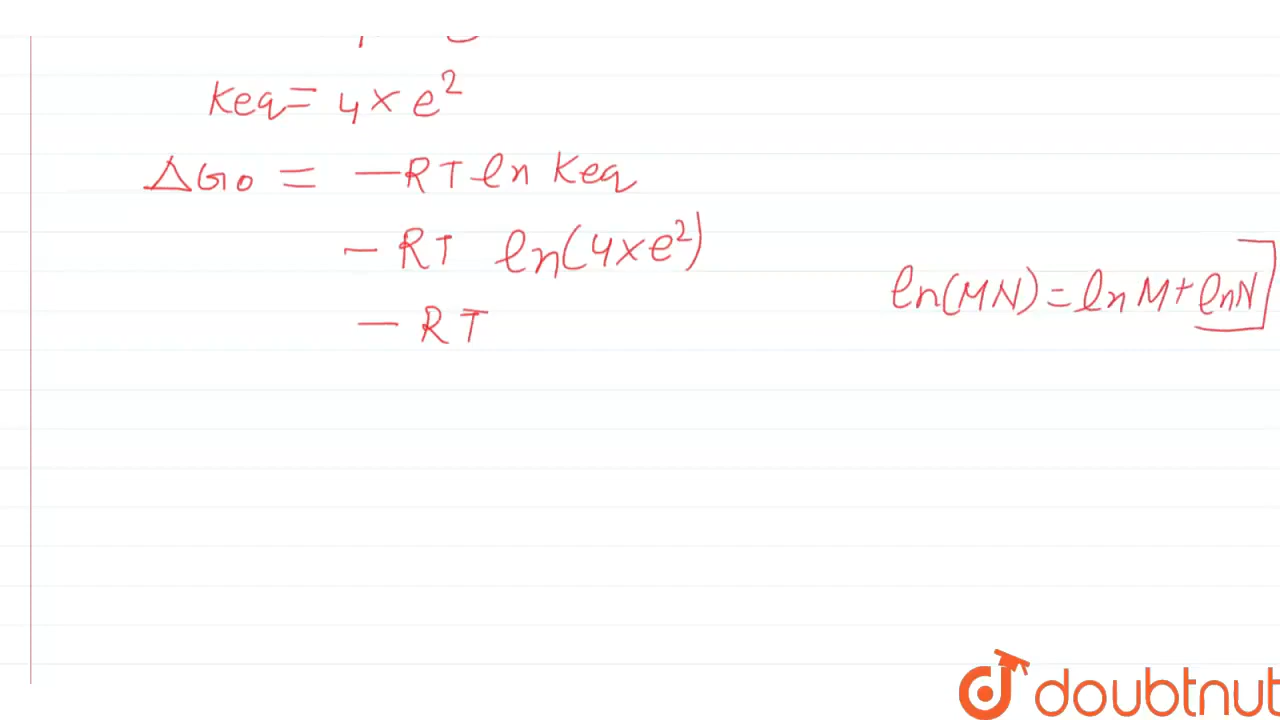 Keq = 4 × e²
ΔG₀ = −RT ln Keq
− RT ln(4×e²)
ln(MN) = ln M + ln N
− RT
doubtnut